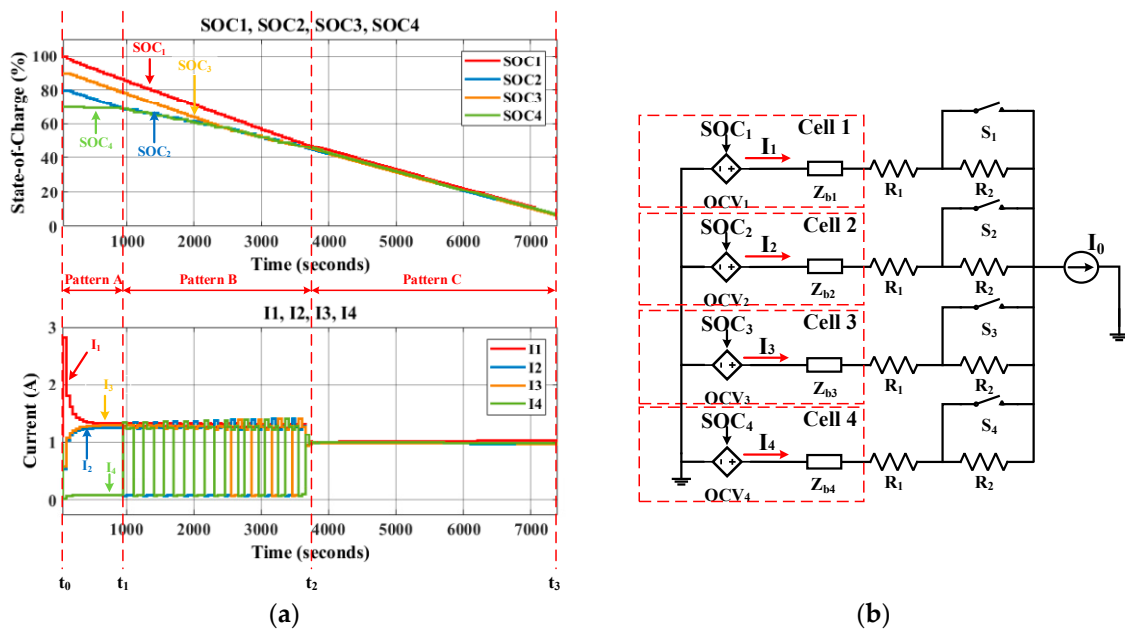 SOC1, SOC2, SOC3, SOC4
State-of-Charge (%)
100
80
60
40
20
0
SOC₁
SOC₃
SOC₄
SOC₂
SOC1
SOC2
SOC3
SOC4
1000 2000 3000 4000 5000 6000 7000
Time (seconds)
Pattern A
Pattern B
Pattern C
I1, I2, I3, I4
Current (A)
3
2
1
0
I₁
I₃
I₂
I₄
I1
I2
I3
I4
1000 2000 3000 4000 5000 6000 7000
Time (seconds)
t₀ t₁ t₂ t₃
(a)
SOC₁ Cell 1
I₁
S₁
Zb1 R₁ R₂
OCV₁
SOC₂ Cell 2
I₂
S₂
Zb2 R₁ R₂
OCV₂
I₀
SOC₃ Cell 3
I₃
S₃
Zb3 R₁ R₂
OCV₃
SOC₄ Cell 4
I₄
S₄
Zb4 R₁ R₂
OCV₄
(b)